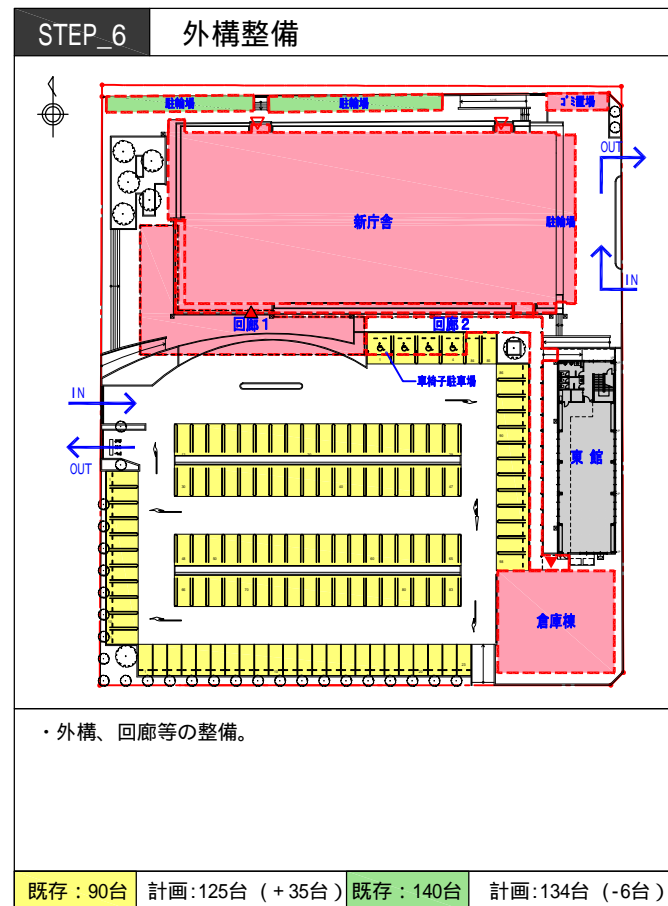 STEP_6 外構整備
駐輪場 駐輪場 ゴミ置場
OUT
新庁舎 駐輪場
IN
回廊1 回廊2
車椅子駐車場
IN
OUT
東館
倉庫棟
・外構、回廊等の整備。
既存：90台 計画:125台 (+35台) 既存：140台 計画:134台 (-6台)